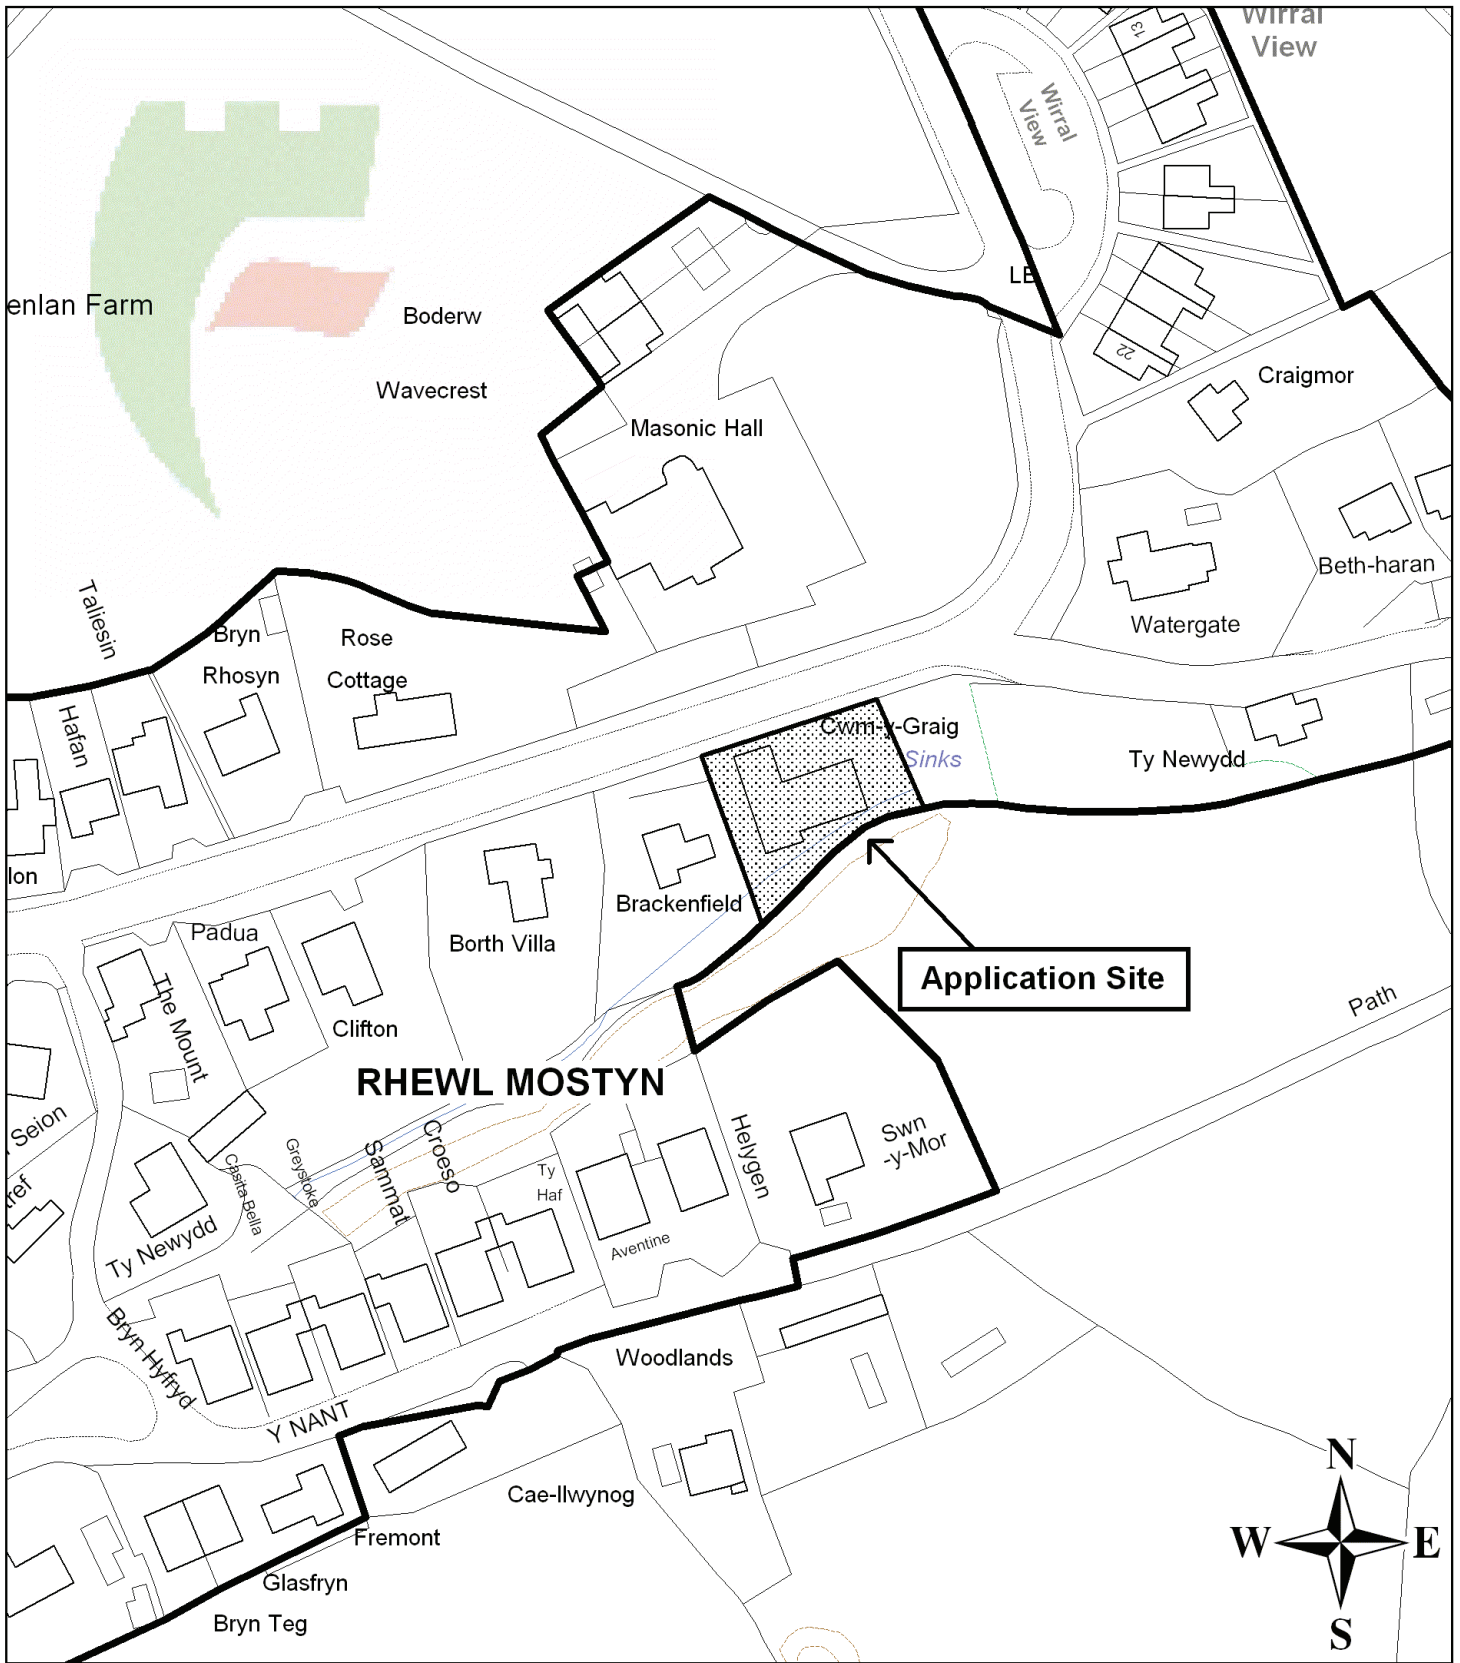 Wirral
View
13
Wirral
View
LB
enlan Farm
Boderw
Wavecrest
22
Craigmor
Masonic Hall
Beth-haran
Watergate
Taliesin
Bryn
Rhosyn
Rose
Cottage
Hafan
Cwm-y-Graig
Sinks
Ty Newydd
lon
Brackenfield
Borth Villa
Padua
The Mount
Clifton
Application Site
Path
RHEWL MOSTYN
Seion
tref
Ty Newydd
Casita Bella
Greystoke
Sammat
Croeso
Ty
Haf
Aventine
Helygen
Swn
-y-Mor
Bryn Hyfryd
Y NANT
Woodlands
Cae-llwynog
Fremont
Glasfryn
Bryn Teg
N
W
E
S